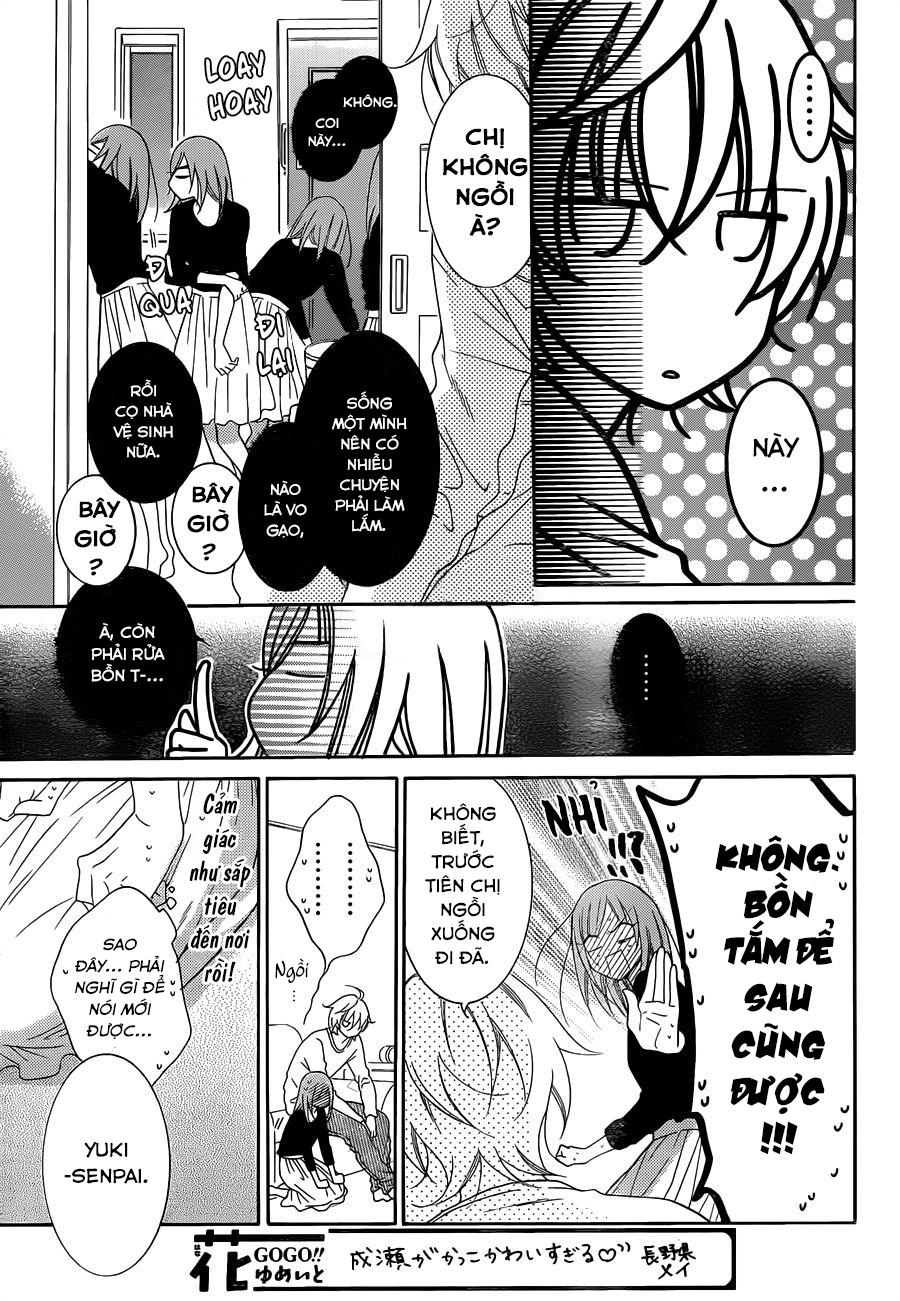 ......
NÀY
...
CHỊ
KHÔNG
NGỒI
À?
KHÔNG.
COI
NÀY...
LOAY
HOAY
ĐI
QUA
ĐI
LẠI
SỐNG
MỘT MÌNH
NÊN CÓ
NHIỀU
CHUYỆN
PHẢI LÀM
LẮM.
NÀO
LÀ VO
GẠO,
BÂY
GIỜ
?
RỒI
CỌ NHÀ
VỆ SINH
NỮA.
BÂY
GIỜ
?
......
À, CÒN
PHẢI RỬA
BỒN T-...
KHÔNG.
BỒN
TẮM ĐỂ
SAU
CŨNG
ĐƯỢC
!!!
NHỈ
!!?
KHÔNG
BIẾT,
TRƯỚC
TIÊN CHỊ
NGỒI
XUỐNG
ĐI ĐÃ.
Ngồi
...
Cảm
giác
như sắp
tiêu
đến nơi
rồi!
SAO
ĐÂY... PHẢI
NGHĨ GÌ ĐỂ
NÓI MỚI
ĐƯỢC...
YUKI
-SENPAI.
花
はな
GOGO!!
ゆめいと
成瀬がかっこかわいすぎる♡"
長野県
メイ